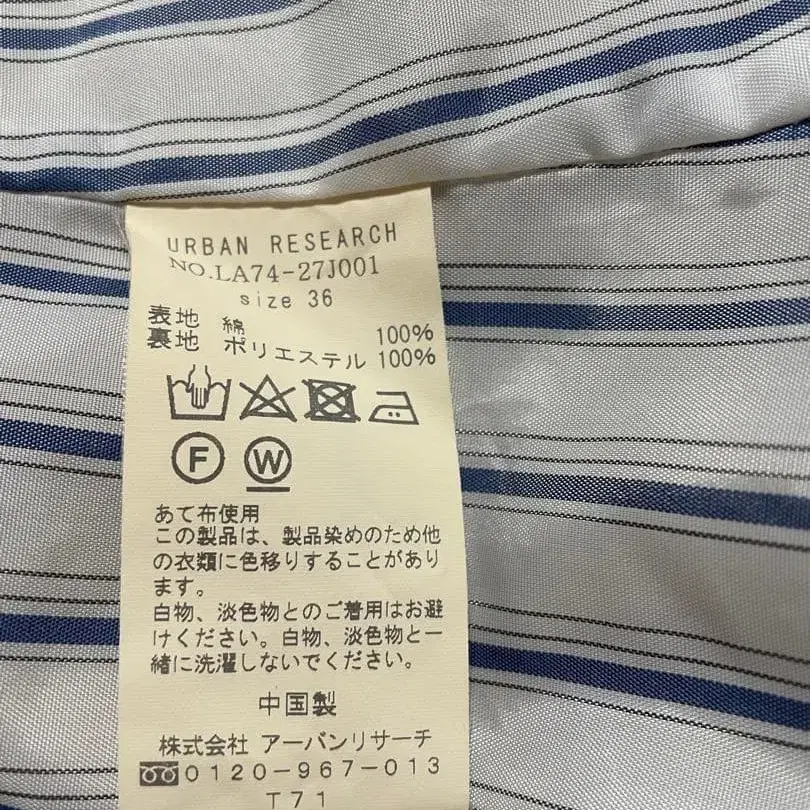 URBAN RESEARCH
NO.LA74-27J001
size 36
表地 綿 100%
裏地 ポリエステル 100%
F W
あて布使用
この製品は、製品染めのため他
の衣類に色移りすることがあり
ます。
白物、淡色物とのご着用はお避
けください。白物、淡色物と一
緒に洗濯しないでください。
中国製
株式会社 アーバンリサーチ
0120-967-013
T71